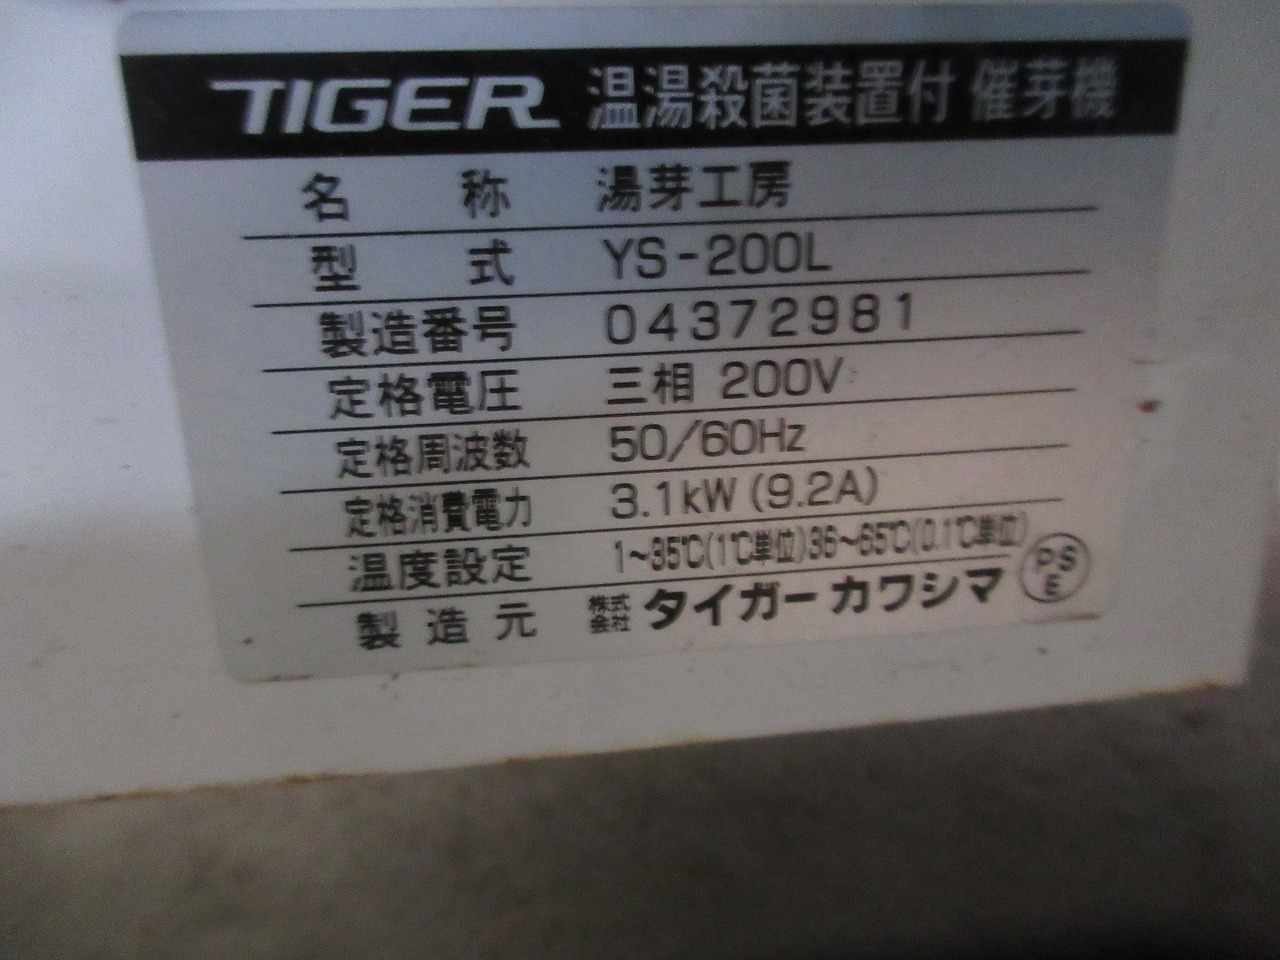 TIGER 温湯殺菌装置付 催芽機
名称 湯芽工房
型式 YS-200L
製造番号 04372981
定格電圧 三相 200V
定格周波数 50/60Hz
定格消費電力 3.1kW (9.2A)
温度設定 1～35℃(1℃単位)36～65℃(0.1℃単位)
製造元 株式会社 タイガーカワシマ
PSE